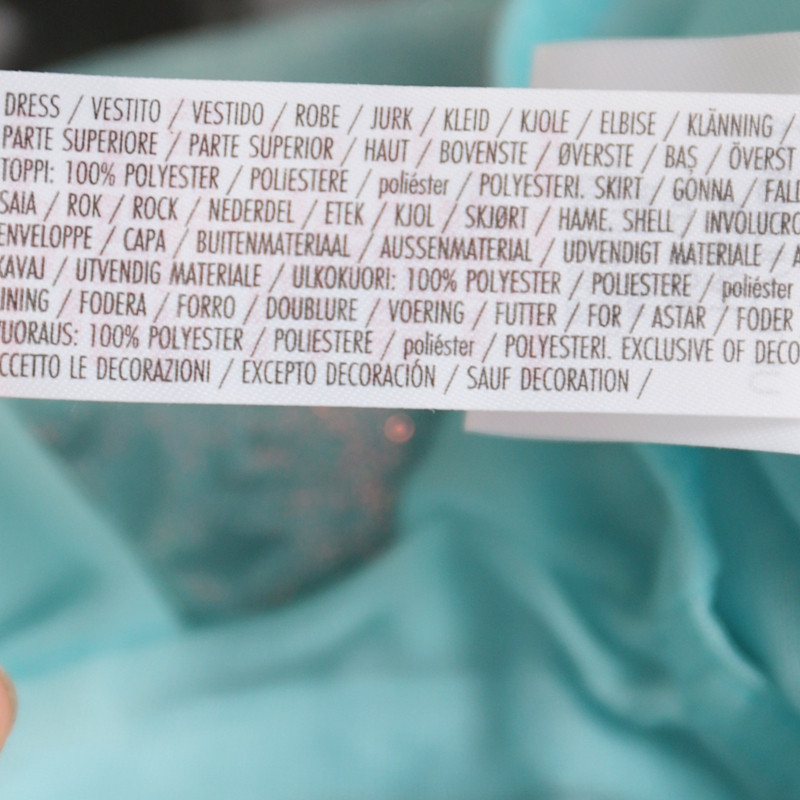 DRESS / VESTITO / VESTIDO / ROBE / JURK / KLEID / KJOLE / ELBISE / KLÄNNING /
PARTE SUPERIORE / PARTE SUPERIOR / HAUT / BOVENSTE / ØVERSTE / BAŞ / ÖVERST
TOPPI: 100% POLYESTER / POLIESTERE / poliéster / POLYESTERI. SKIRT / GONNA / FALD
SAIA / ROK / ROCK / NEDERDEL / ETEK / KJOL / SKJØRT / HAME. SHELL / INVOLUCRO
ENVELOPPE / CAPA / BUITENMATERIAAL / AUSSENMATERIAL / UDVENDIGT MATERIALE /
KAVAJ / UTVENDIG MATERIALE / ULKOKUORI: 100% POLYESTER / POLIESTERE / poliéster
INING / FODERA / FORRO / DOUBLURE / VOERING / FUTTER / FOR / ASTAR / FODER
UORAUS: 100% POLYESTER / POLIESTERE / poliéster / POLYESTERI. EXCLUSIVE OF DECO
CCETTO LE DECORAZIONI / EXCEPTO DECORACIÓN / SAUF DECORATION /